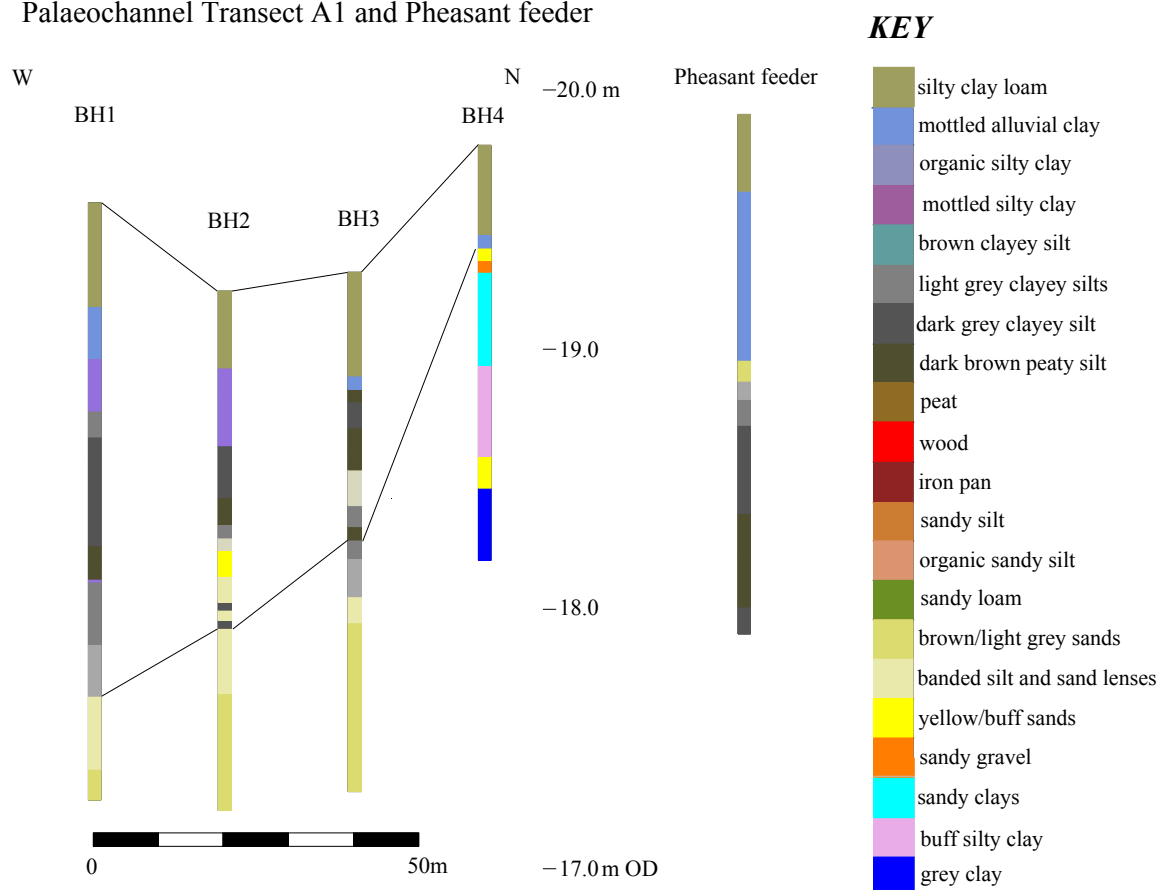 Palaeochannel Transect A1 and Pheasant feeder
KEY
W
N
−20.0 m
Pheasant feeder
BH1
BH4
BH2
BH3
−19.0
−18.0
0
50m
−17.0 m OD
silty clay loam
mottled alluvial clay
organic silty clay
mottled silty clay
brown clayey silt
light grey clayey silts
dark grey clayey silt
dark brown peaty silt
peat
wood
iron pan
sandy silt
organic sandy silt
sandy loam
brown/light grey sands
banded silt and sand lenses
yellow/buff sands
sandy gravel
sandy clays
buff silty clay
grey clay